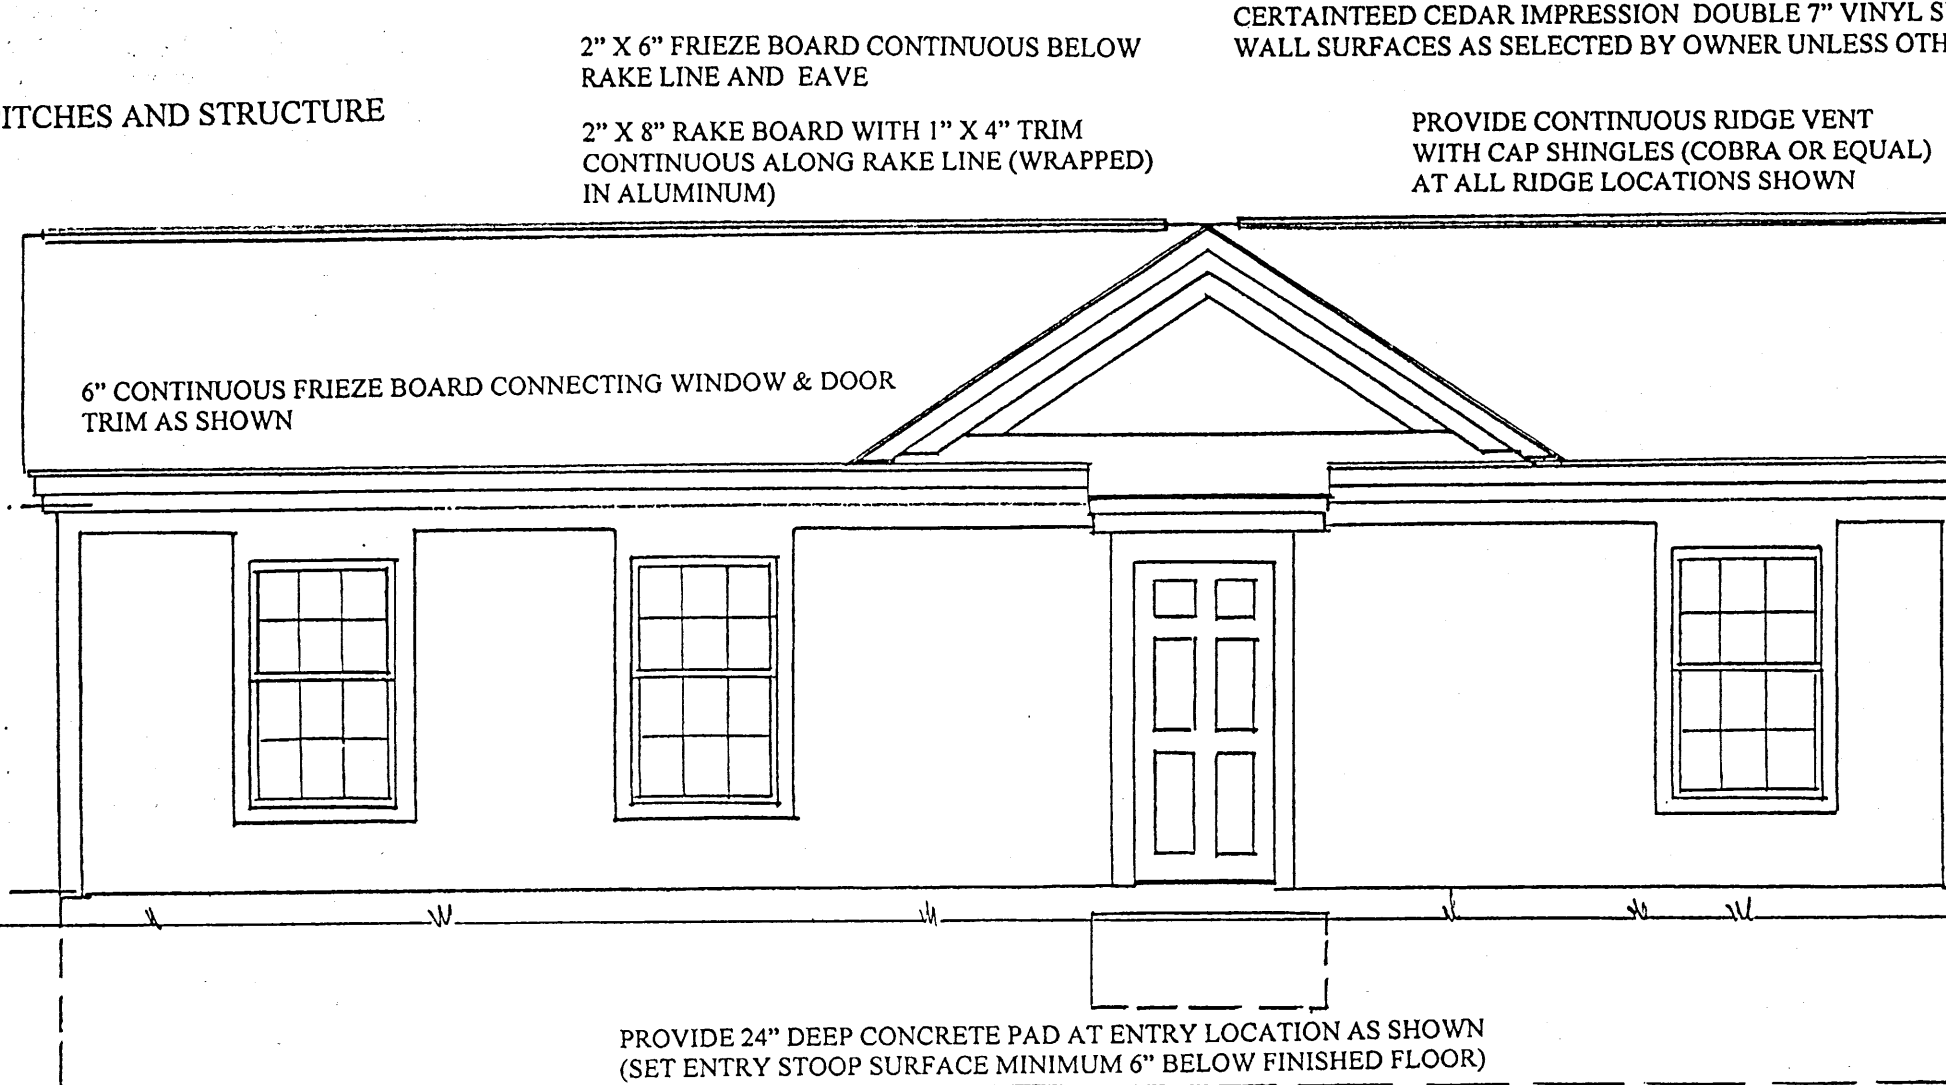 CERTAINTEED CEDAR IMPRESSION DOUBLE 7” VINYL
WALL SURFACES AS SELECTED BY OWNER UNLESS
2” X 6” FRIEZE BOARD CONTINUOUS BELOW
RAKE LINE AND EAVE
AND STRUCTURE
2” X 8” RAKE BOARD WITH 1” X 4” TRIM
CONTINUOUS ALONG RAKE LINE (WRAPPED)
IN ALUMINUM)
PROVIDE CONTINUOUS RIDGE VENT
WITH CAP SHINGLES (COBRA OR EQUAL)
AT ALL RIDGE LOCATIONS SHOWN
6” CONTINUOUS FRIEZE BOARD CONNECTING WINDOW & DOOR
TRIM AS SHOWN
PROVIDE 24” DEEP CONCRETE PAD AT ENTRY LOCATION AS SHOWN
(SET ENTRY STOOP SURFACE MINIMUM 6” BELOW FINISHED FLOOR)